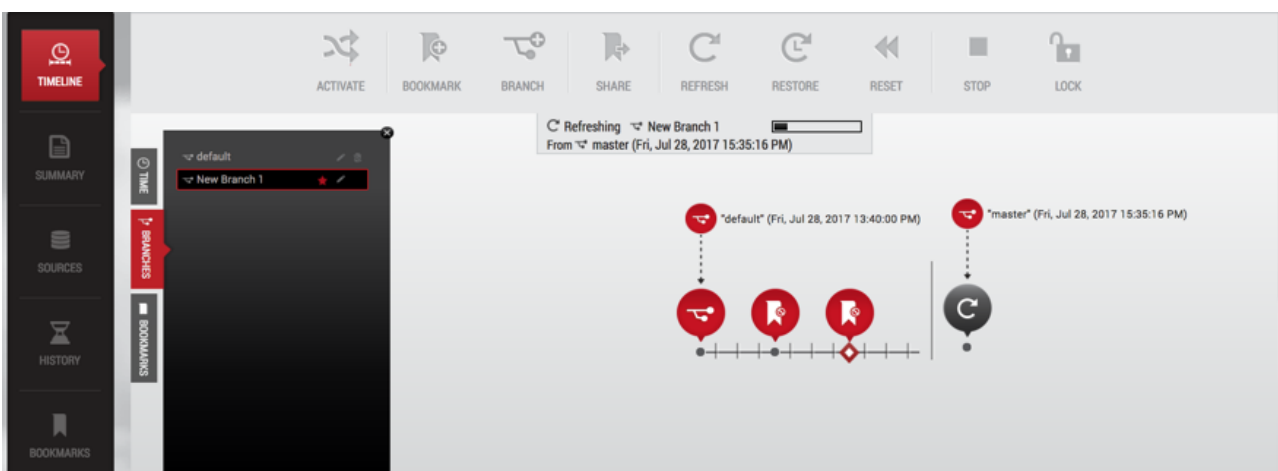 TIMELINE
SUMMARY
SOURCES
HISTORY
BOOKMARKS
ACTIVATE
BOOKMARK
BRANCH
SHARE
REFRESH
RESTORE
RESET
STOP
LOCK
TIME
BRANCHES
BOOKMARKS
default
New Branch 1
Refreshing New Branch 1
From master (Fri, Jul 28, 2017 15:35:16 PM)
"default" (Fri, Jul 28, 2017 13:40:00 PM)
"master" (Fri, Jul 28, 2017 15:35:16 PM)